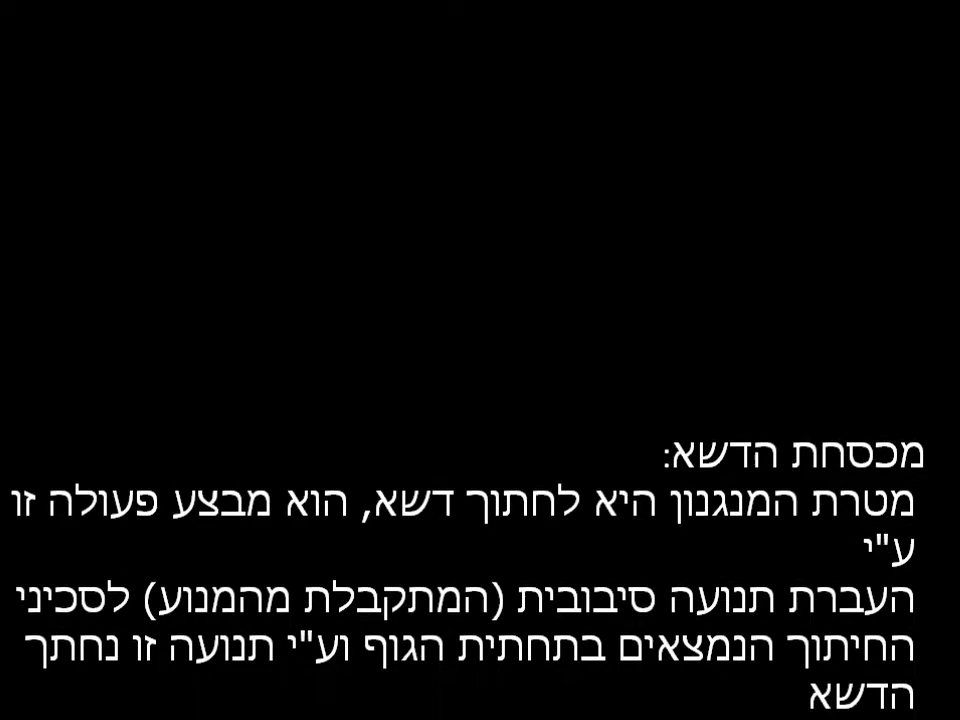 מכסחת הדשא:
מטרת המנגנון היא לחתוך דשא, הוא מבצע פעולה זו
ע"י
העברת תנועה סיבובית (המתקבלת מהמנוע) לסכיני
החיתוך הנמצאים בתחתית הגוף וע"י תנועה זו נחתך
הדשא